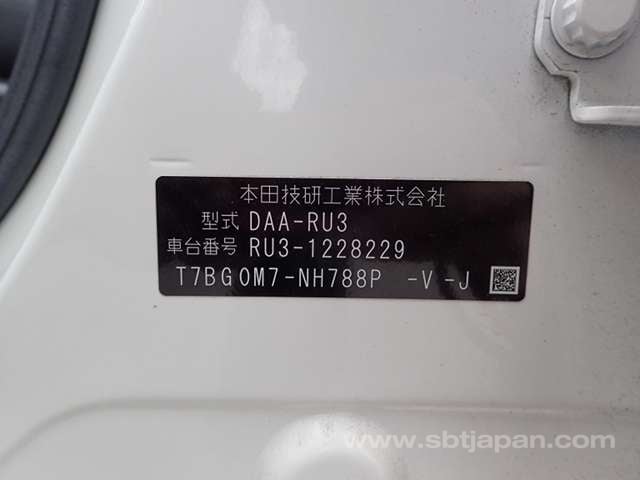 本田技研工業株式会社
型式 DAA-RU3
車台番号 RU3-1228229
T7BG0M7-NH788P -V -J
www.sbtjapan.com